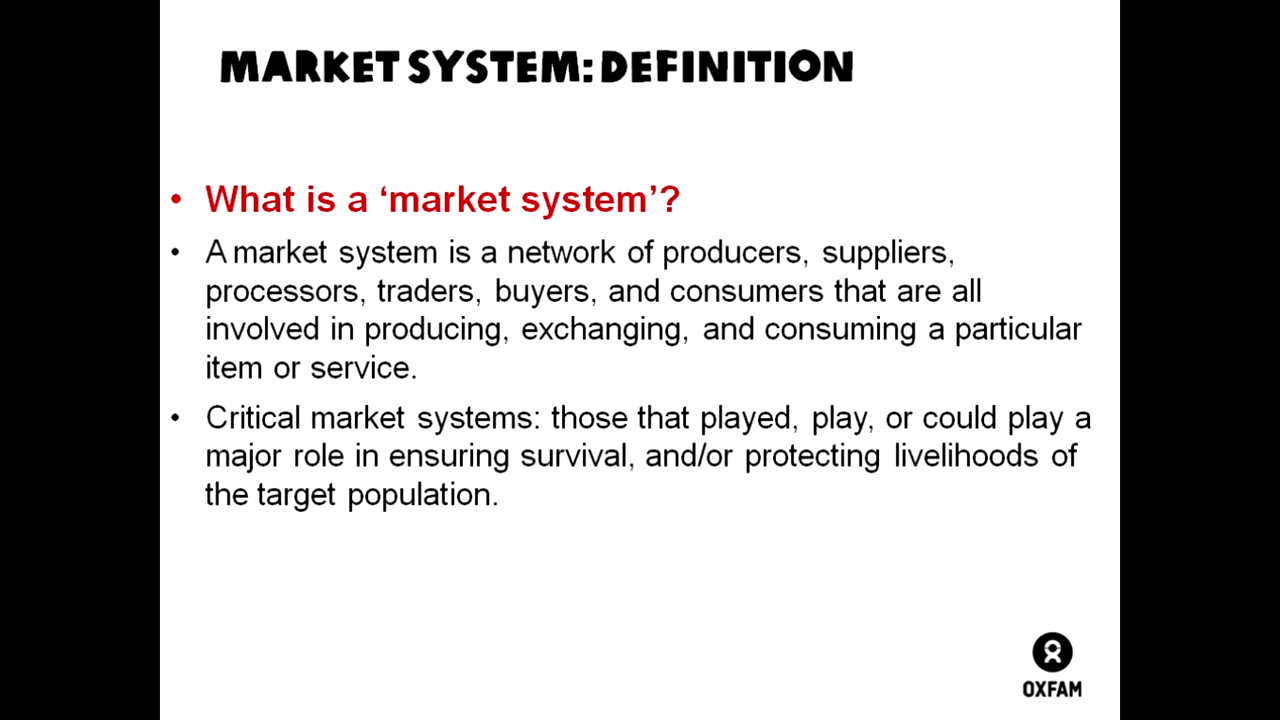 MARKET SYSTEM: DEFINITION
• What is a ‘market system’?
• A market system is a network of producers, suppliers,
processors, traders, buyers, and consumers that are all
involved in producing, exchanging, and consuming a particular
item or service.
• Critical market systems: those that played, play, or could play a
major role in ensuring survival, and/or protecting livelihoods of
the target population.
OXFAM